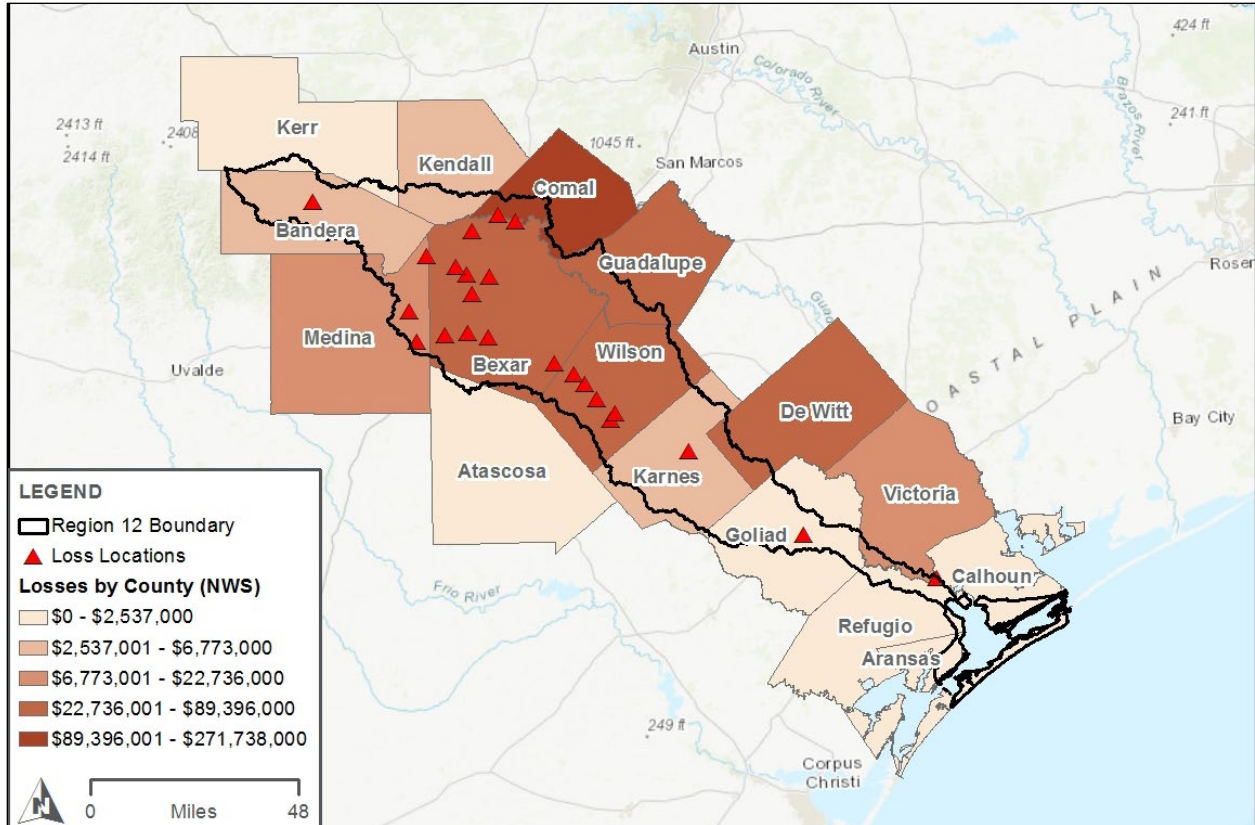 424 ft
Austin
Colorado River
Brazos River
241 ft
2413 ft
2408
2414 ft
Kerr
1045 ft
San Marcos
Kendall
Comal
Bandera
Guadalupe
Rosen
Guad
COASTAL PLAIN
Medina
Wilson
Uvalde
Bexar
De Witt
Bay City
Atascosa
Karnes
Victoria
Goliad
Calhoun
Frio River
Refugio
Aransas
249 ft
Corpus
Christi
LEGEND
Region 12 Boundary
Loss Locations
Losses by County (NWS)
$0 - $2,537,000
$2,537,001 - $6,773,000
$6,773,001 - $22,736,000
$22,736,001 - $89,396,000
$89,396,001 - $271,738,000
N
0 Miles 48